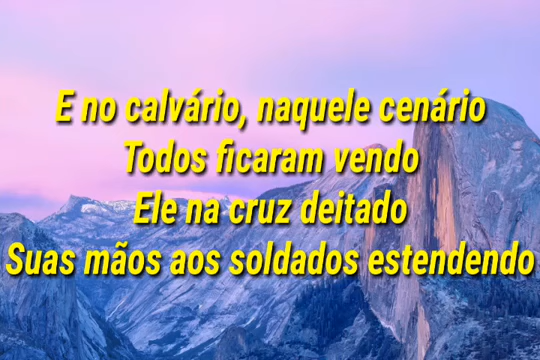 E no calvário, naquele cenário
Todos ficaram vendo
Ele na cruz deitado
Suas mãos aos soldados estendendo